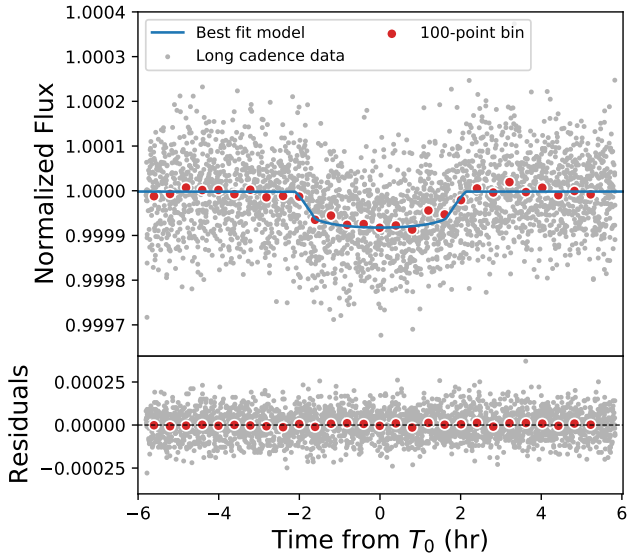 1.0004
1.0003
1.0002
1.0001
1.0000
0.9999
0.9998
0.9997
Normalized Flux
Best fit model
Long cadence data
100-point bin
0.00025
0.00000
−0.00025
Residuals
−6 −4 −2 0 2 4 6
Time from T₀ (hr)